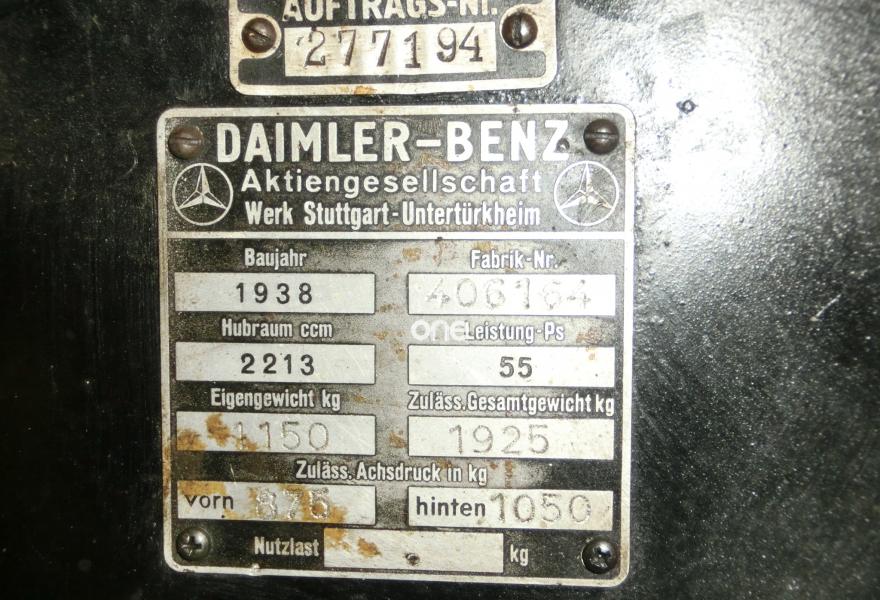 AUFTRAGS-Nr.
277194
DAIMLER-BENZ
Aktiengesellschaft
Werk Stuttgart-Untertürkheim
Baujahr Fabrik-Nr.
1938 406164
Hubraum ccm one Leistung-Ps
2213 55
Eigengewicht kg Zuläss.Gesamtgewicht kg
1150 1925
Zuläss. Achsdruck in kg
vorn 875 hinten 1050
Nutzlast kg